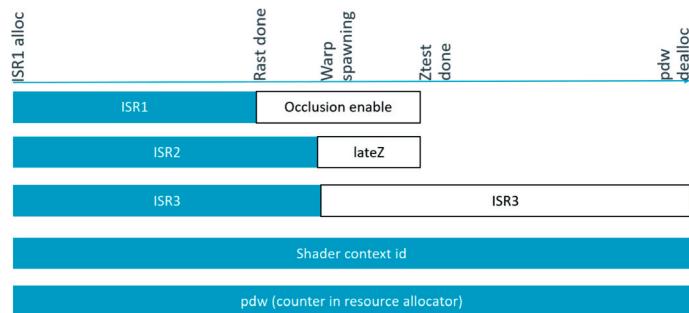 ISR1 alloc
Rast done
Warp
spawning
Ztest
done
pdw
dealloc
ISR1
Occlusion enable
ISR2
lateZ
ISR3
ISR3
Shader context id
pdw (counter in resource allocator)